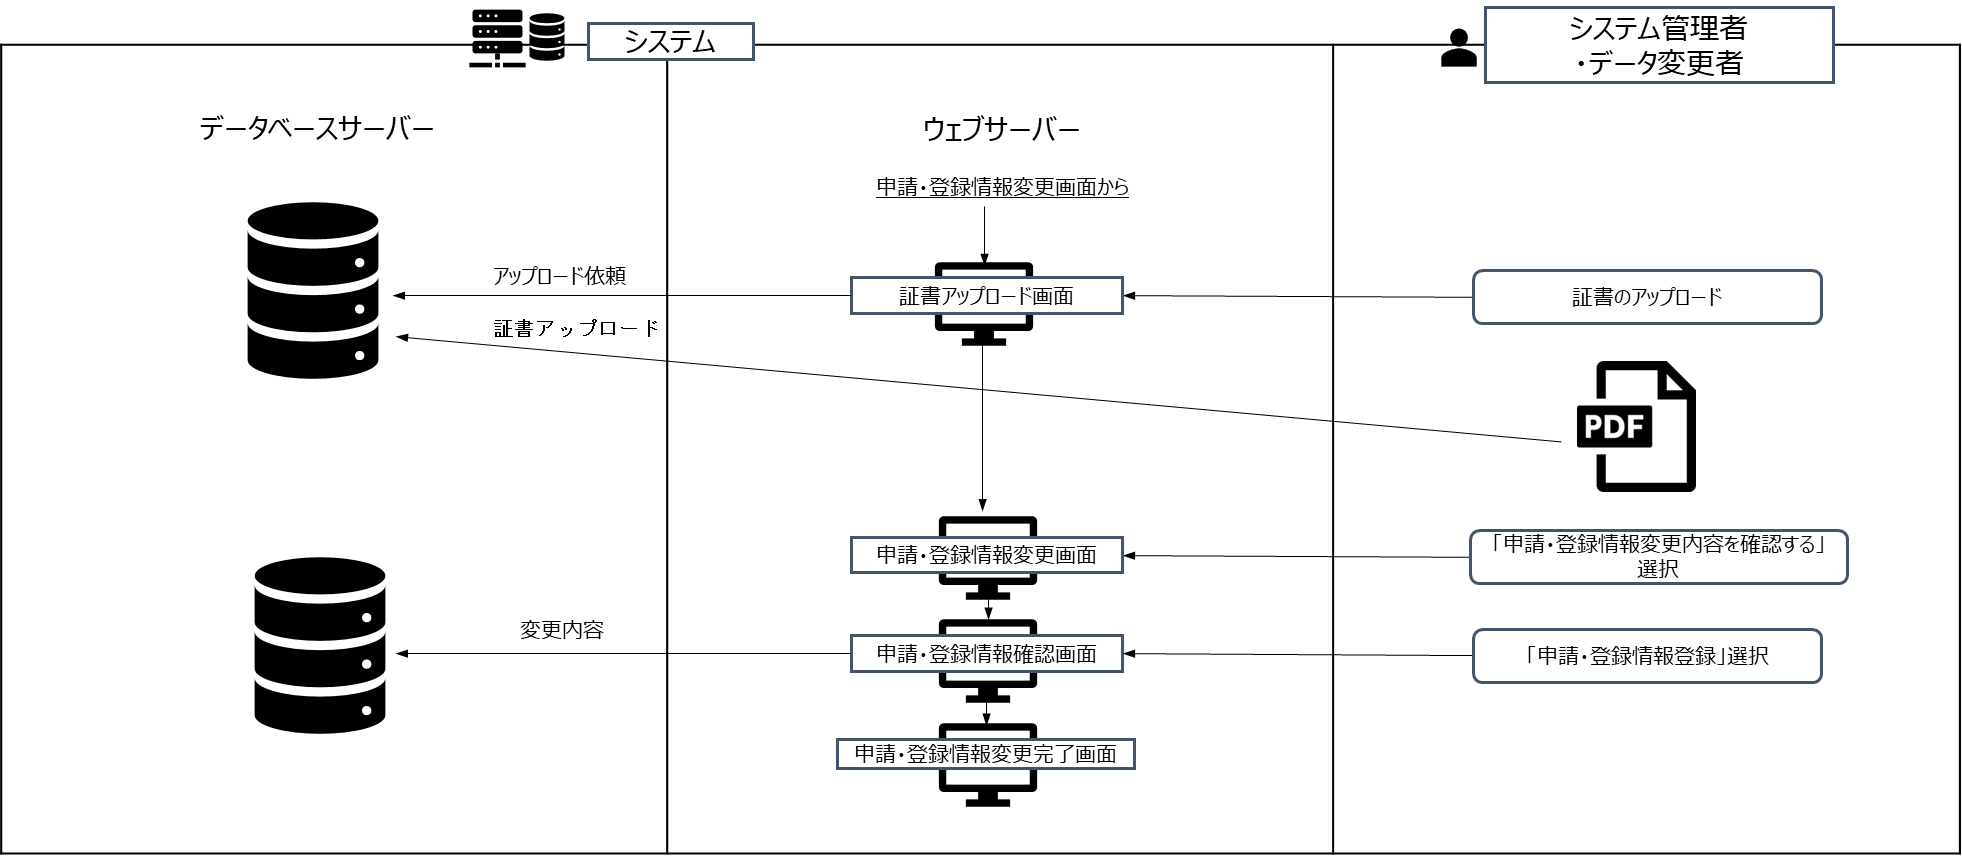 システム
システム管理者
・データ変更者
データベースサーバー
ウェブサーバー
申請・登録情報変更画面から
アップロード依頼
証書アップロード画面
証書のアップロード
証書アップロード
PDF
申請・登録情報変更画面
「申請・登録情報変更内容を確認する」
選択
変更内容
申請・登録情報確認画面
「申請・登録情報登録」選択
申請・登録情報変更完了画面